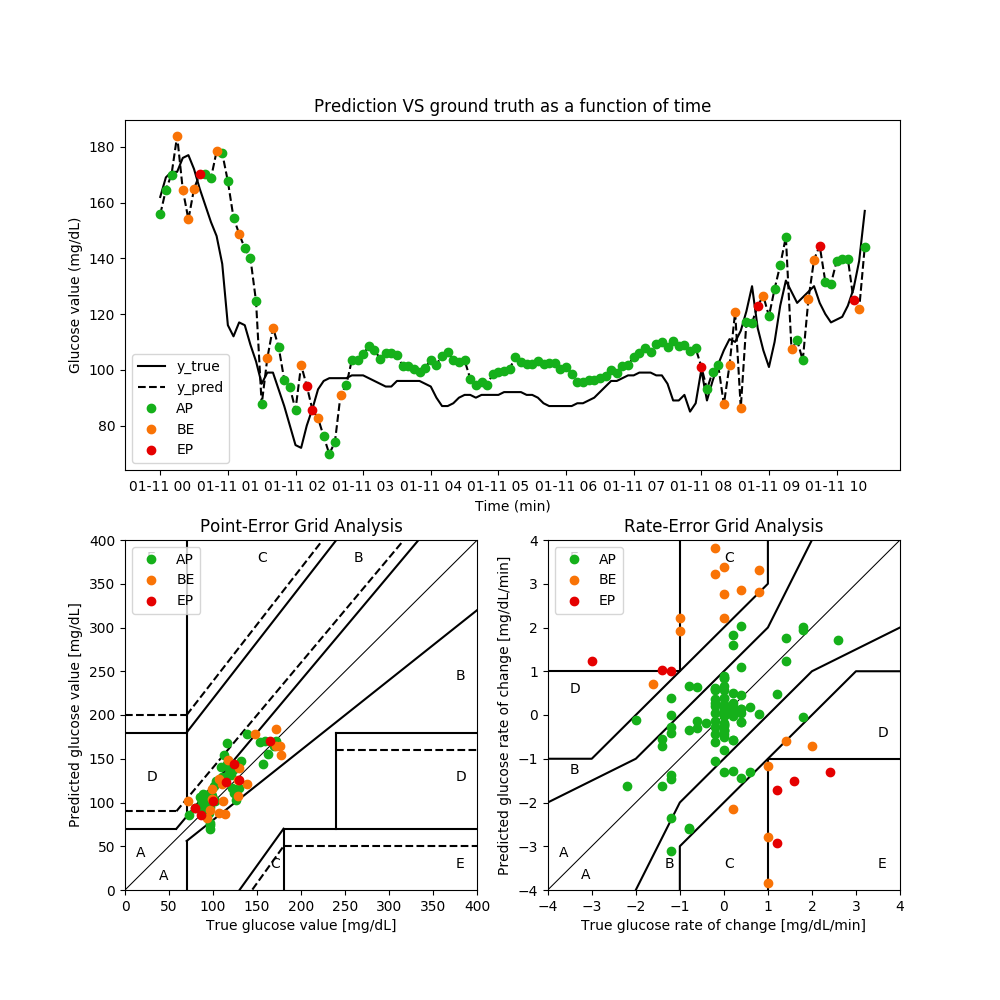 Prediction VS ground truth as a function of time
Glucose value (mg/dL)
180
160
140
120
100
80
y_true
y_pred
AP
BE
EP
01-11 00 01-11 01 01-11 02 01-11 03 01-11 04 01-11 05 01-11 06 01-11 07 01-11 08 01-11 09 01-11 10
Time (min)
Point-Error Grid Analysis
Predicted glucose value [mg/dL]
400
350
300
250
200
150
100
50
0
AP
BE
EP
C
B
B
D
D
A
A
C
E
0 50 100 150 200 250 300 350 400
True glucose value [mg/dL]
Rate-Error Grid Analysis
Predicted glucose rate of change [mg/dL/min]
4
3
2
1
0
−1
−2
−3
−4
AP
BE
EP
C
D
D
B
A
A
B
C
E
−4 −3 −2 −1 0 1 2 3 4
True glucose rate of change [mg/dL/min]